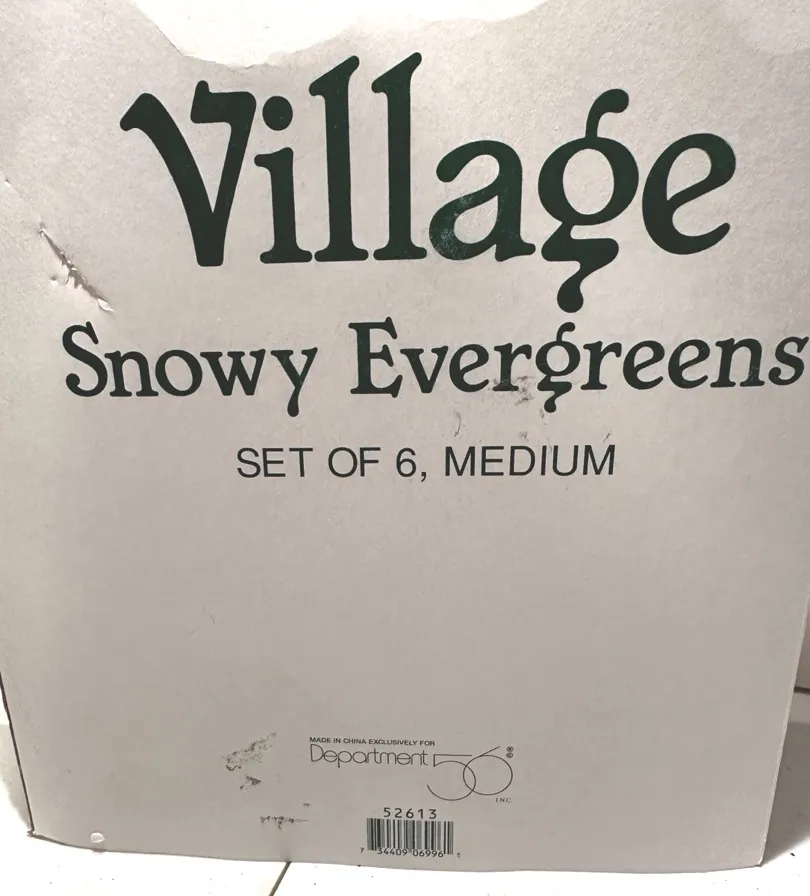 Village
Snowy Evergreens
SET OF 6, MEDIUM
MADE IN CHINA EXCLUSIVELY FOR
Department 56 ®©
INC
52613
7 34409 06996 1